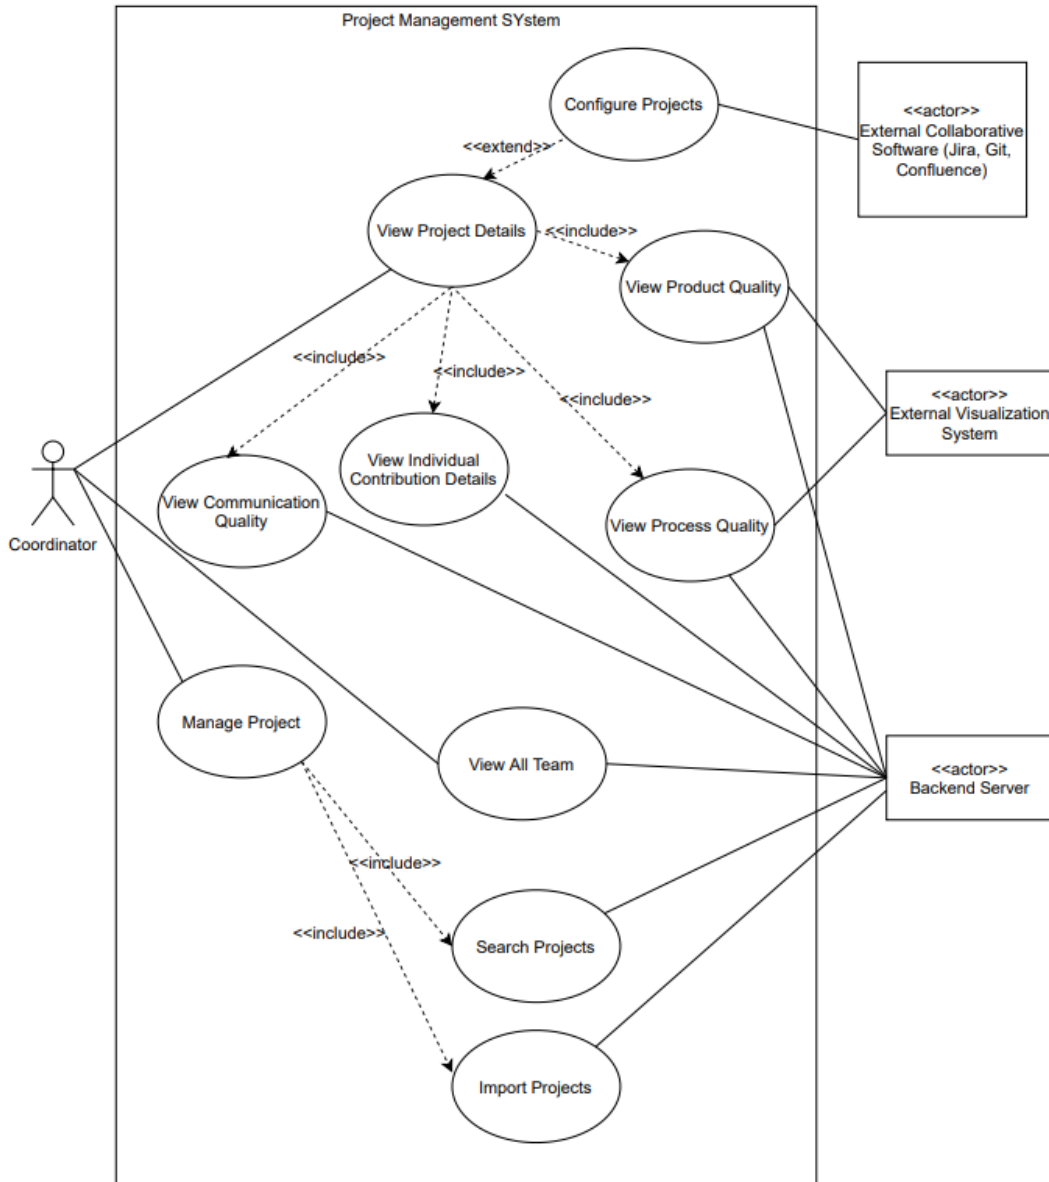 Project Management SYstem
Configure Projects
<<actor>>
External Collaborative
Software (Jira, Git,
Confluence)
<<extend>>
View Project Details
<<include>>
View Product Quality
<<include>>
<<include>>
<<include>>
<<actor>>
External Visualization
System
View Individual
Contribution Details
View Communication
Quality
View Process Quality
Coordinator
Manage Project
View All Team
<<actor>>
Backend Server
<<include>>
<<include>>
Search Projects
Import Projects